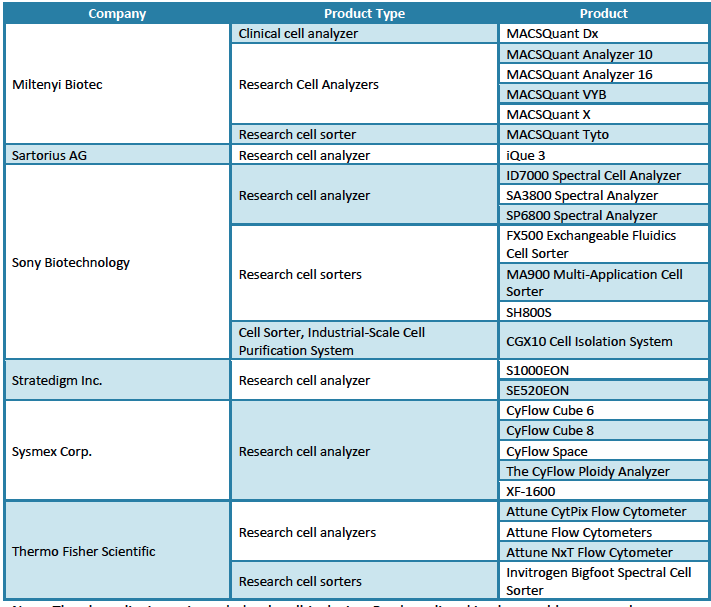 Company Product Type Product
Miltenyi Biotec
Clinical cell analyzer
MACSQuant Dx
Research Cell Analyzers
MACSQuant Analyzer 10
MACSQuant Analyzer 16
MACSQuant VYB
MACSQuant X
Research cell sorter
MACSQuant Tyto
Sartorius AG
Research cell analyzer
iQue 3
Sony Biotechnology
Research cell analyzer
ID7000 Spectral Cell Analyzer
SA3800 Spectral Analyzer
SP6800 Spectral Analyzer
Research cell sorters
FX500 Exchangeable Fluidics
Cell Sorter
MA900 Multi-Application Cell
Sorter
SH800S
Cell Sorter, Industrial-Scale Cell
Purification System
CGX10 Cell Isolation System
Stratedigm Inc.
Research cell analyzer
S1000EON
SE520EON
Sysmex Corp.
Research cell analyzer
CyFlow Cube 6
CyFlow Cube 8
CyFlow Space
The CyFlow Ploidy Analyzer
XF-1600
Thermo Fisher Scientific
Research cell analyzers
Attune CytPix Flow Cytometer
Attune Flow Cytometers
Attune NxT Flow Cytometer
Research cell sorters
Invitrogen Bigfoot Spectral Cell
Sorter